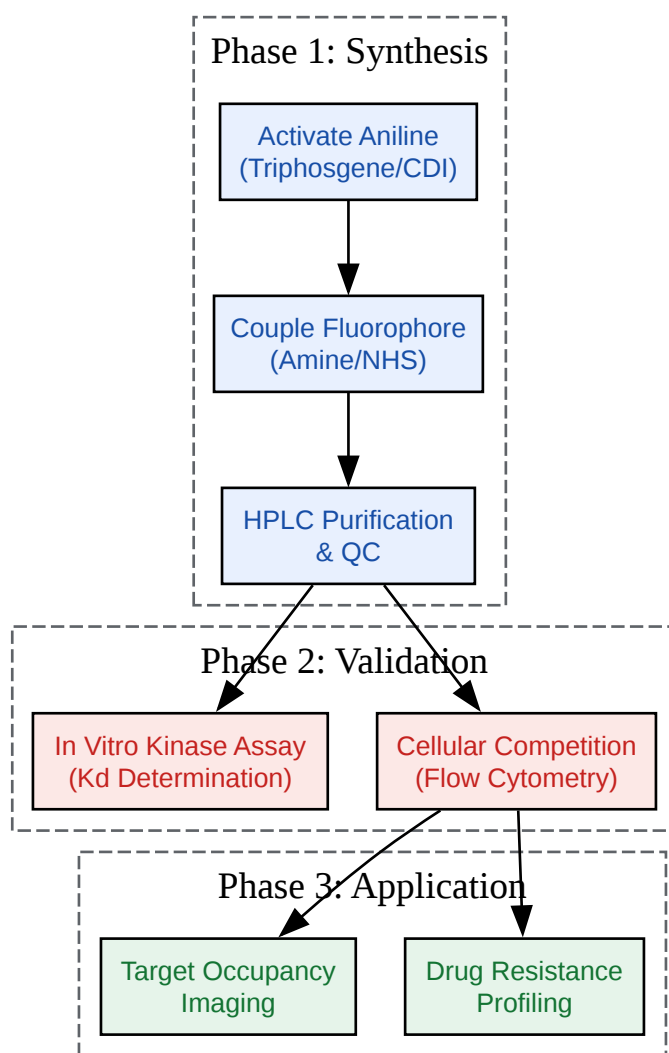 Phase 1: Synthesis
Activate Aniline
(Triphosgene/CDI)
Couple Fluorophore
(Amine/NHS)
HPLC Purification
& QC
Phase 2: Validation
In Vitro Kinase Assay
(Kd Determination)
Cellular Competition
(Flow Cytometry)
Phase 3: Application
Target Occupancy
Imaging
Drug Resistance
Profiling